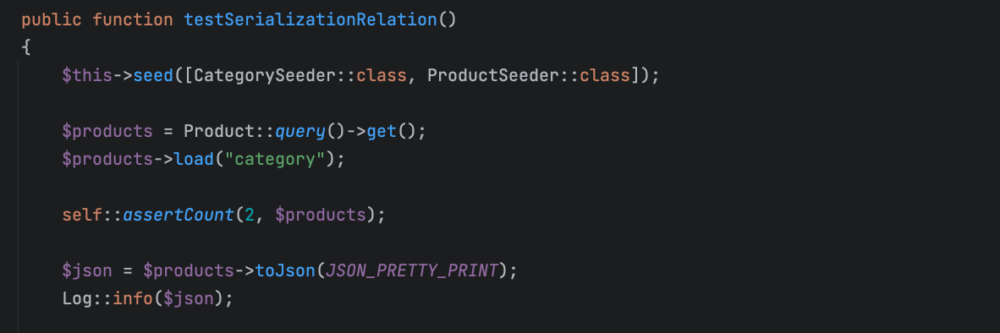 public function testSerializationRelation()
{
    $this->seed([CategorySeeder::class, ProductSeeder::class]);

    $products = Product::query()->get();
    $products->load("category");

    self::assertCount(2, $products);

    $json = $products->toJson(JSON_PRETTY_PRINT);
    Log::info($json);